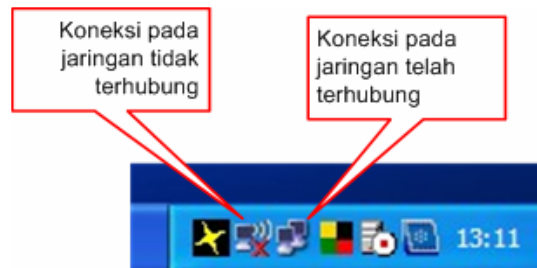 Koneksi pada
jaringan tidak
terhubung
Koneksi pada
jaringan telah
terhubung
13:11